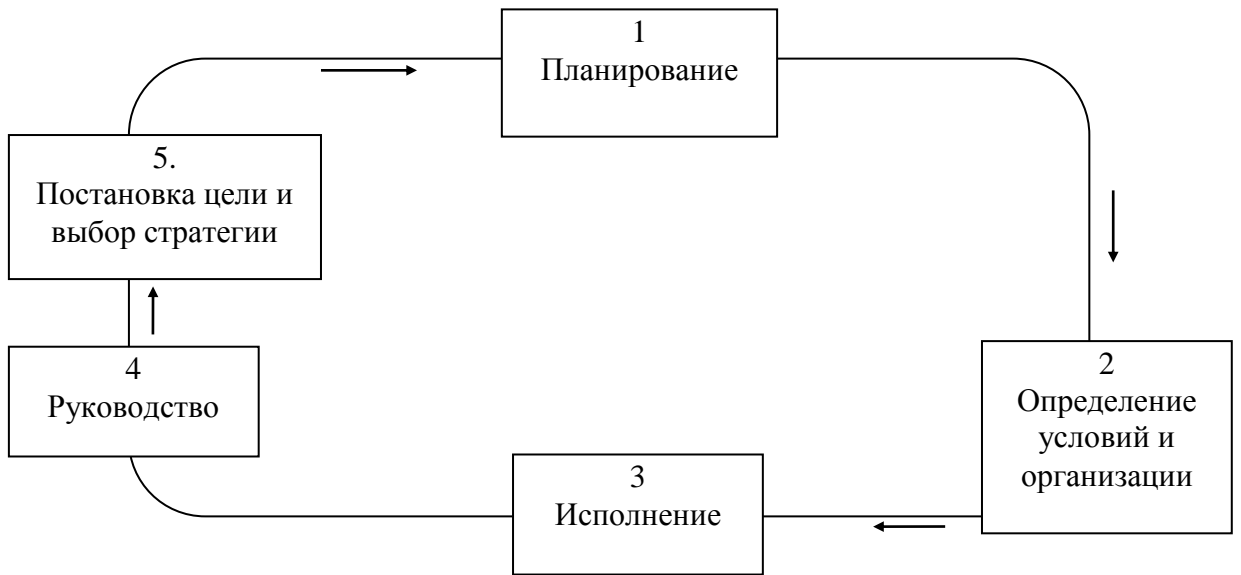 1
Планирование
5.
Постановка цели и
выбор стратегии
4
Руководство
2
Определение
условий и
организации
3
Исполнение